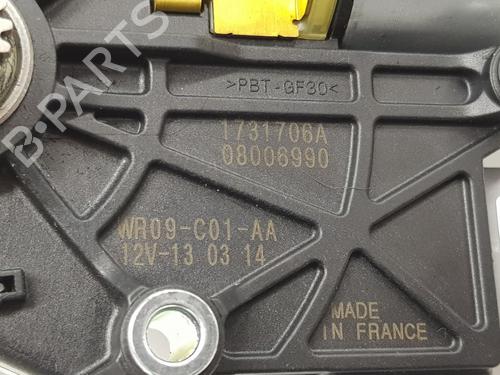 >PBT-GF30<
1731706A
08006990
WR09-C01-AA
12V-13 03 14
MADE
IN FRANCE
B-PARTS